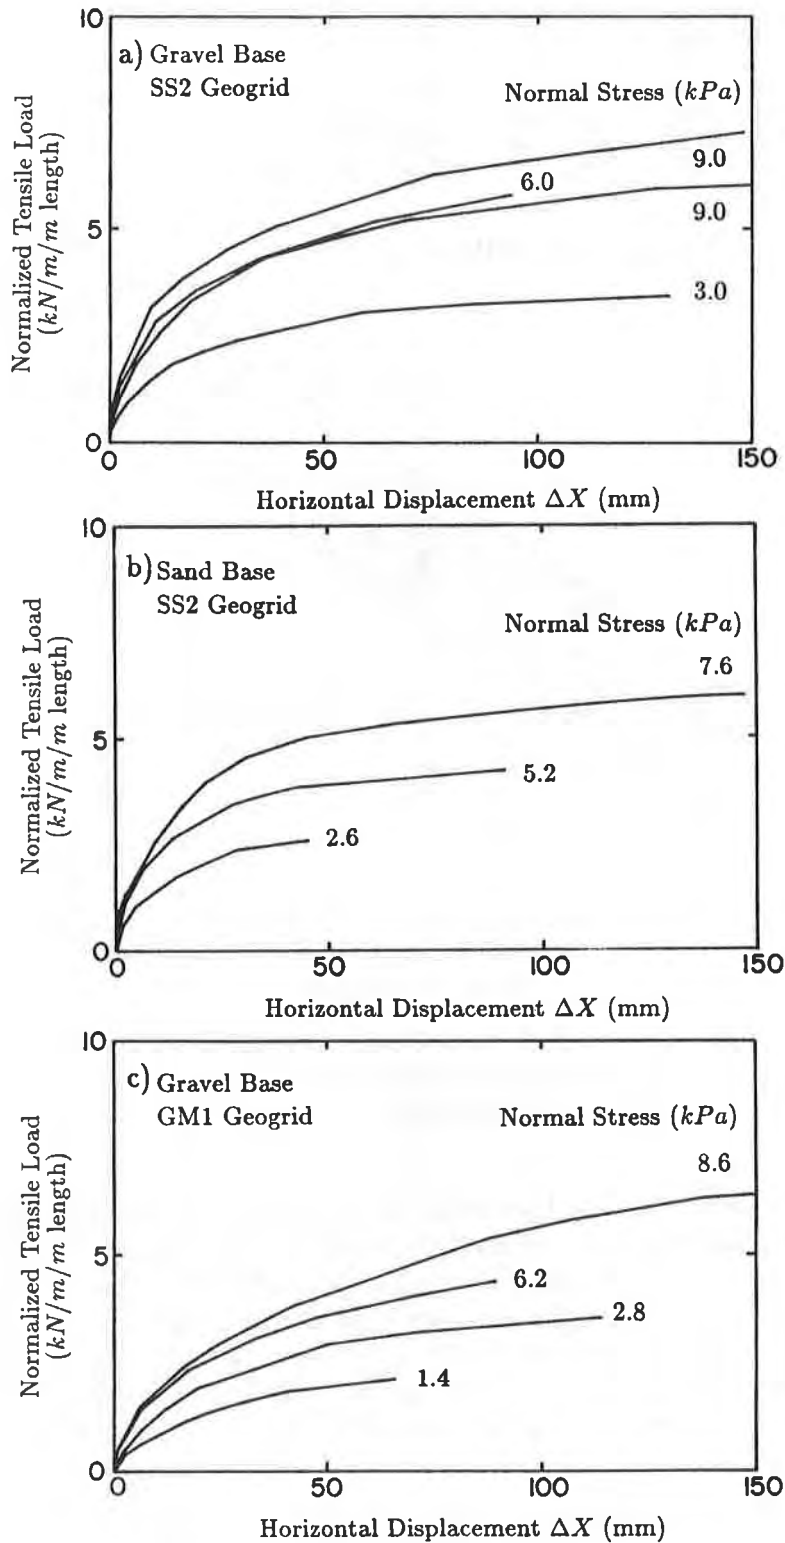 10
a) Gravel Base
SS2 Geogrid
Normal Stress (kPa)
9.0
6.0
9.0
3.0
5
0
0 50 100 150
Normalized Tensile Load
(kN/m/m length)
Horizontal Displacement ΔX (mm)
10
b) Sand Base
SS2 Geogrid
Normal Stress (kPa)
7.6
5.2
2.6
5
0
0 50 100 150
Normalized Tensile Load
(kN/m/m length)
Horizontal Displacement ΔX (mm)
10
c) Gravel Base
GM1 Geogrid
Normal Stress (kPa)
8.6
6.2
2.8
1.4
5
0
0 50 100 150
Normalized Tensile Load
(kN/m/m length)
Horizontal Displacement ΔX (mm)